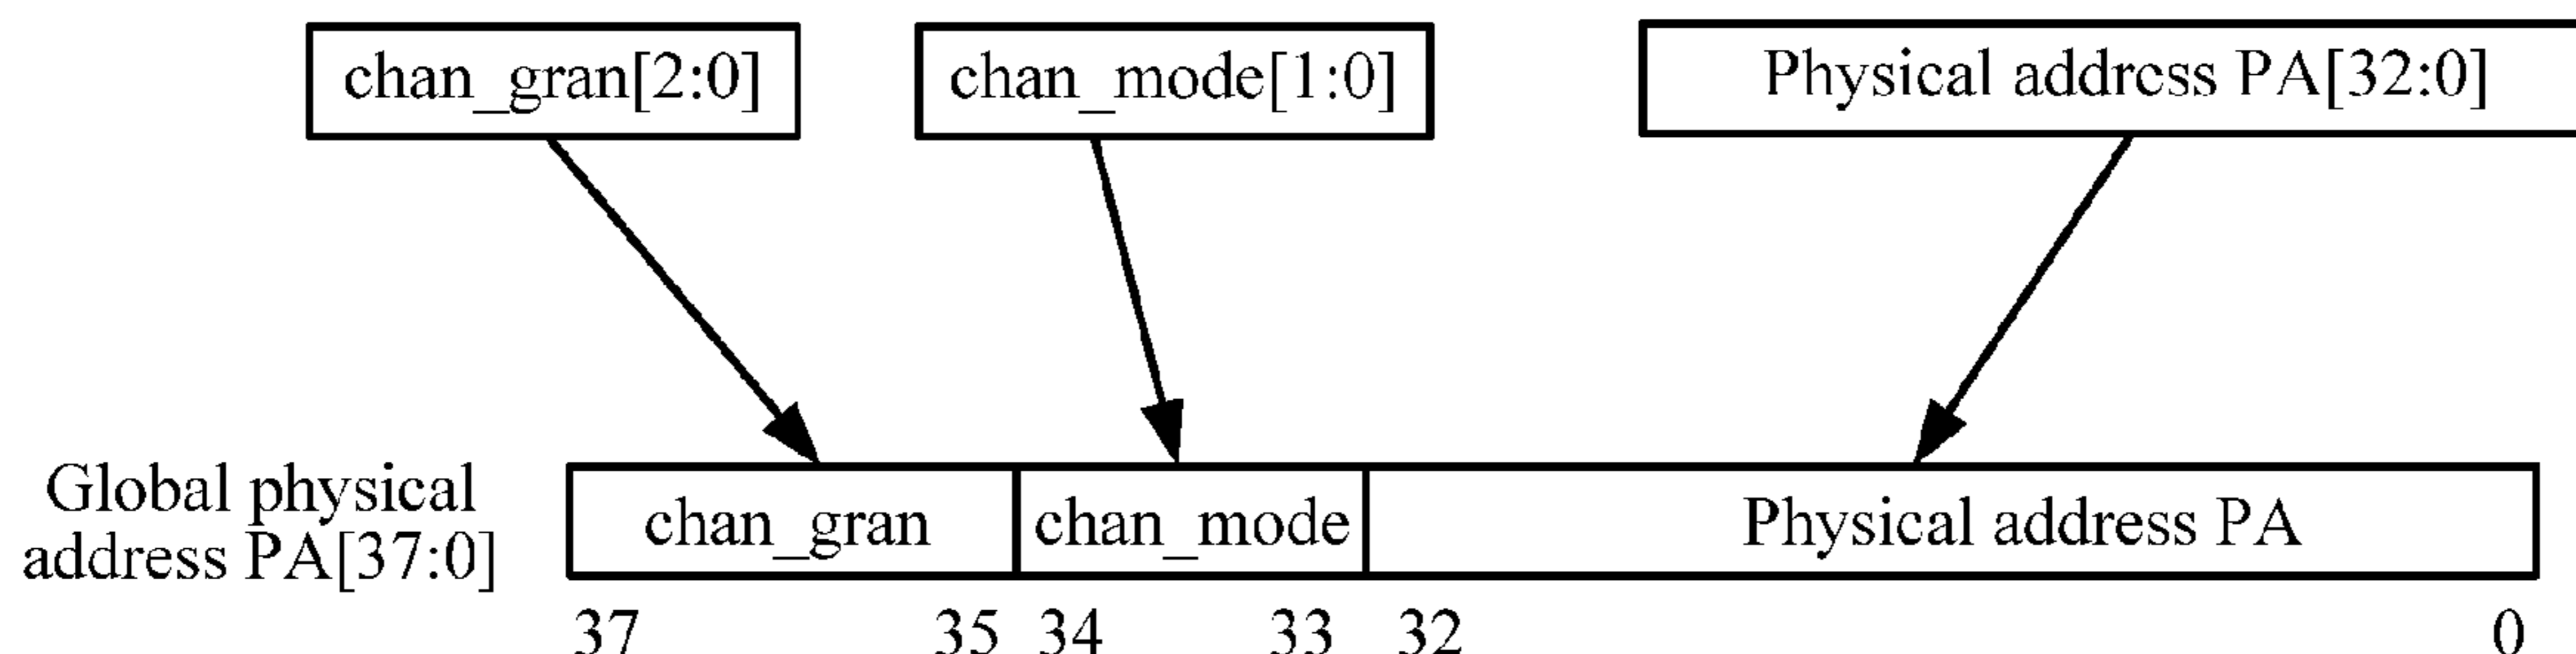 chan_gran[2:0]
chan_mode[1:0]
Physical address PA[32:0]
Global physical
address PA[37:0]
chan_gran
chan_mode
Physical address PA
37
35
34
33
32
0